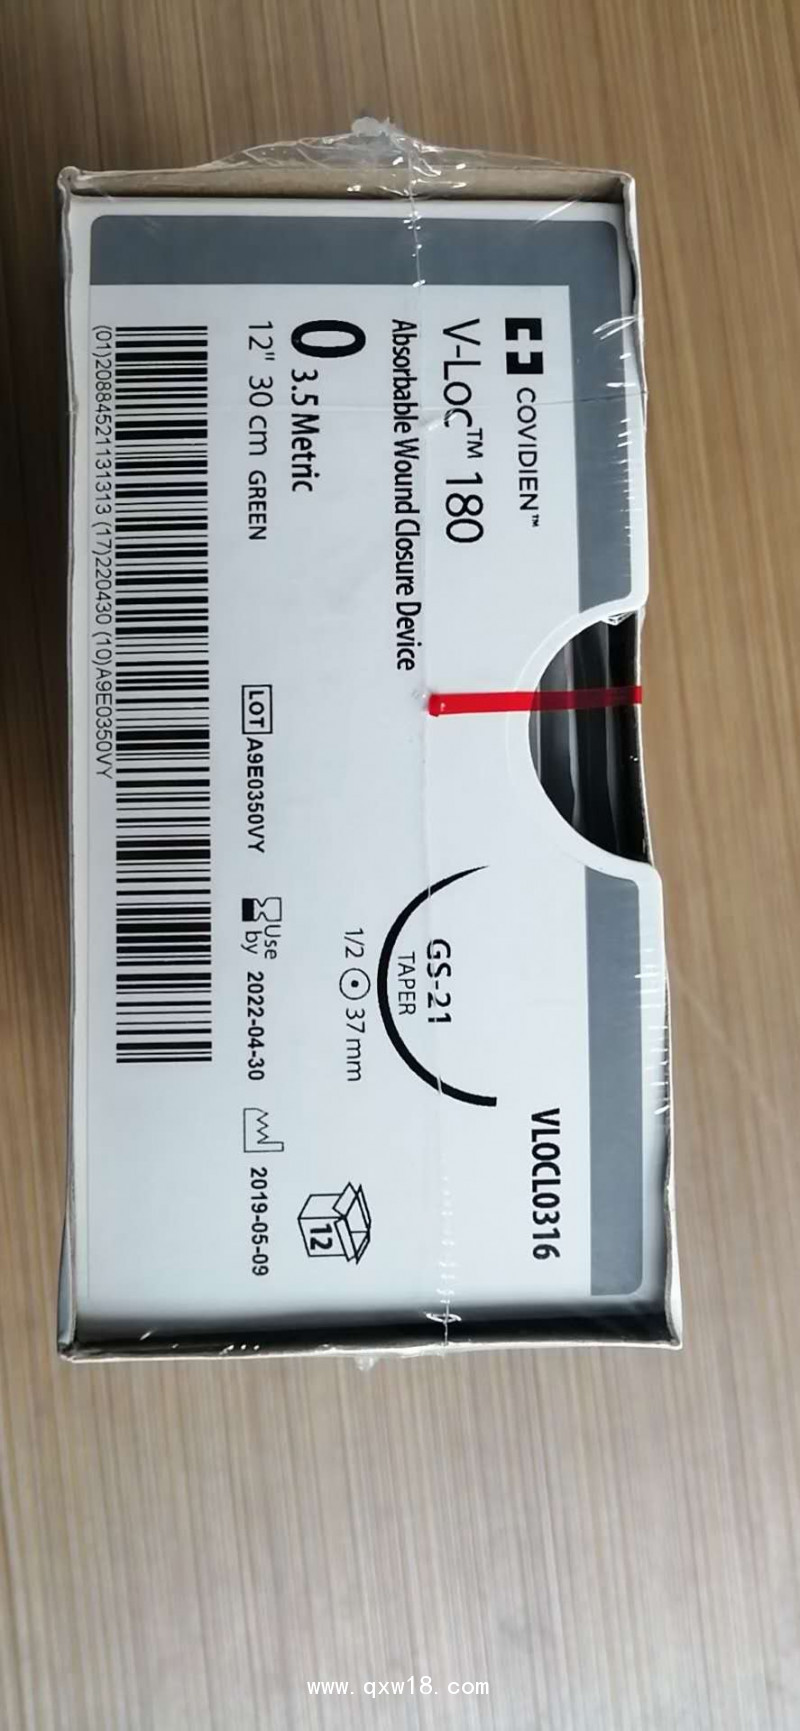 COVIDIEN™
VLOCL0316
V-LOC™ 180
Absorbable Wound Closure Device
GS-21
TAPER
0 3.5 Metric
1/2 37 mm
12
12" 30 cm GREEN
LOT A9E0350VY
Use by 2022-04-30
2019-05-09
(01)20884521131313 (17)220430 (10)A9E0350VY
www.qxw18.com